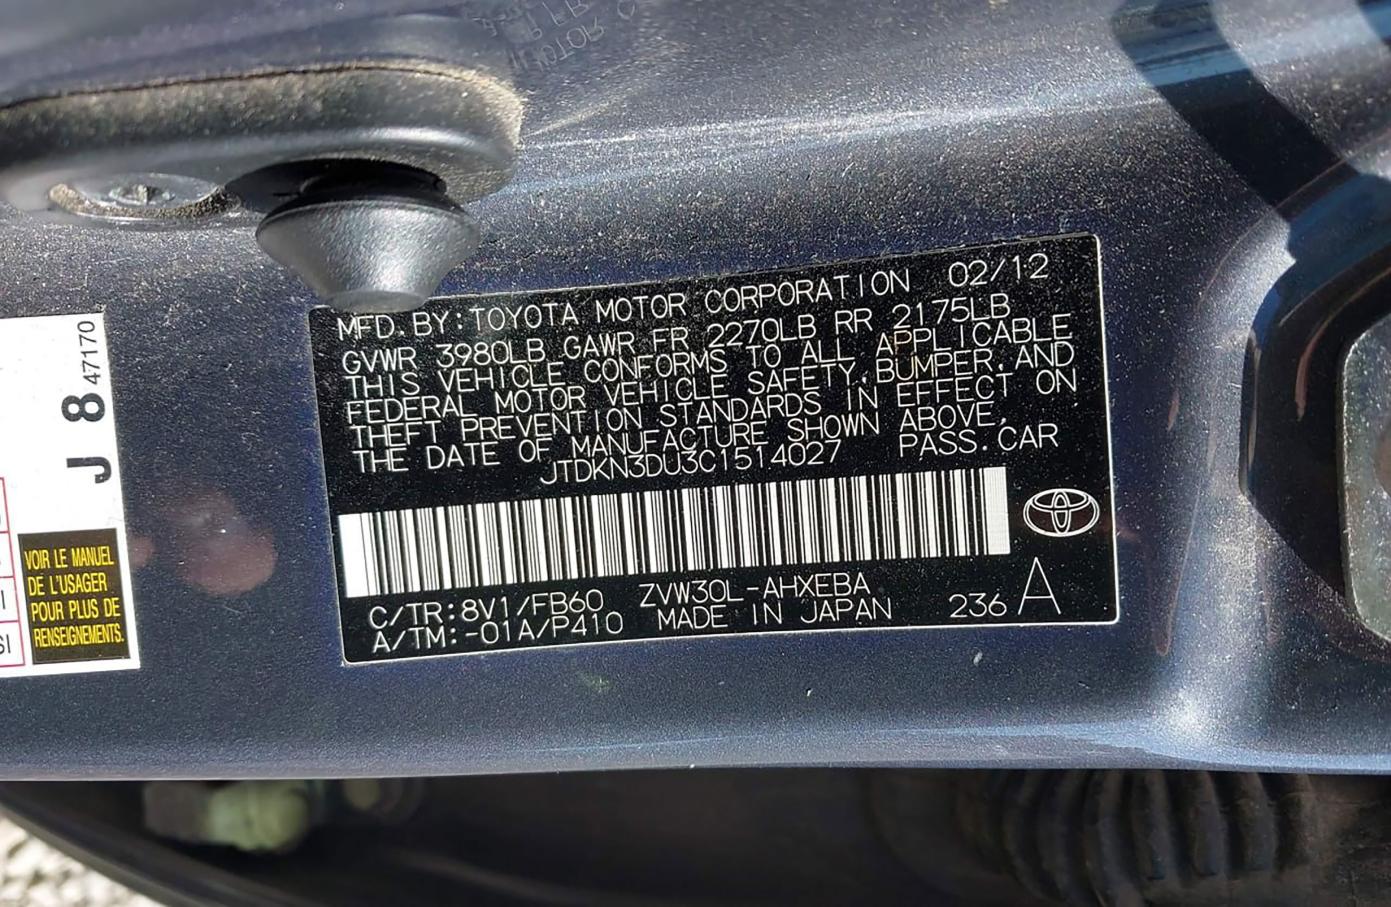 MFD. BY: TOYOTA MOTOR CORPORATION 02/12
GVWR 3980LB GAWR FR 2270LB RR 2175LB
THIS VEHICLE CONFORMS TO ALL APPLICABLE
FEDERAL MOTOR VEHICLE SAFETY, BUMPER, AND
THEFT PREVENTION STANDARDS IN EFFECT ON
THE DATE OF MANUFACTURE SHOWN ABOVE.
JTDKN3DU3C1514027 PASS. CAR
C/TR: 8V1/FB60 ZVW30L-AHXEBA
A/TM: -01A/P410 MADE IN JAPAN 236 A
J 8 47170
VOIR LE MANUEL
DE L'USAGER
POUR PLUS DE
RENSEIGNEMENTS.